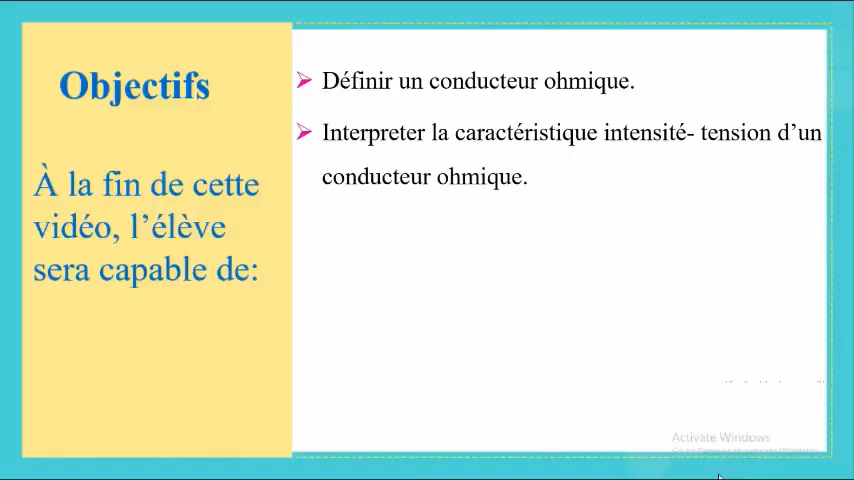 Objectifs
À la fin de cette
vidéo, l’élève
sera capable de:
Définir un conducteur ohmique.
Interpreter la caractéristique intensité- tension d’un
conducteur ohmique.
Activate Windows